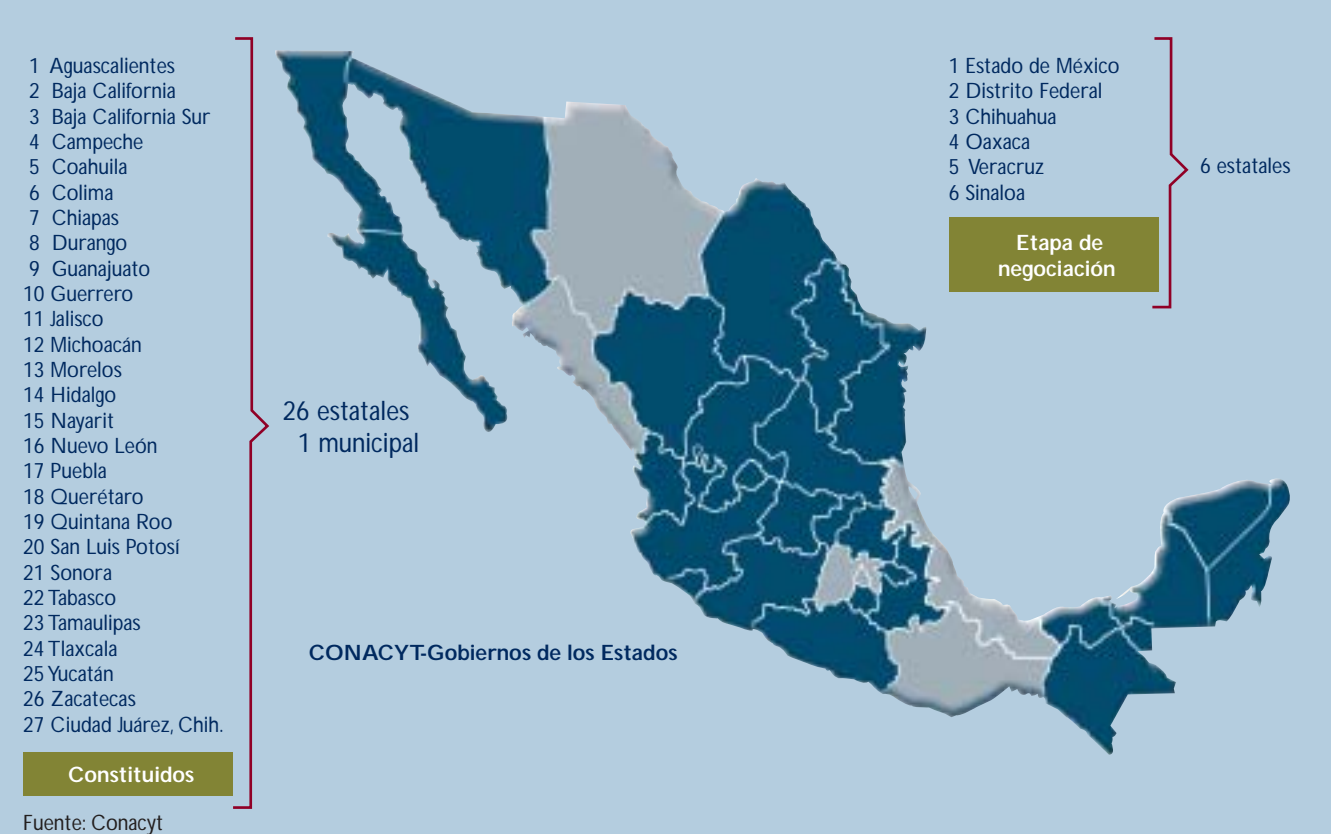 1 Aguascalientes
2 Baja California
3 Baja California Sur
4 Campeche
5 Coahuila
6 Colima
7 Chiapas
8 Durango
9 Guanajuato
10 Guerrero
11 Jalisco
12 Michoacán
13 Morelos
14 Hidalgo
15 Nayarit
16 Nuevo León
17 Puebla
18 Querétaro
19 Quintana Roo
20 San Luis Potosí
21 Sonora
22 Tabasco
23 Tamaulipas
24 Tlaxcala
25 Yucatán
26 Zacatecas
27 Ciudad Juárez, Chih.
Constituidos
26 estatales
1 municipal
1 Estado de México
2 Distrito Federal
3 Chihuahua
4 Oaxaca
5 Veracruz
6 Sinaloa
Etapa de
negociación
6 estatales
CONACYT-Gobiernos de los Estados
Fuente: Conacyt